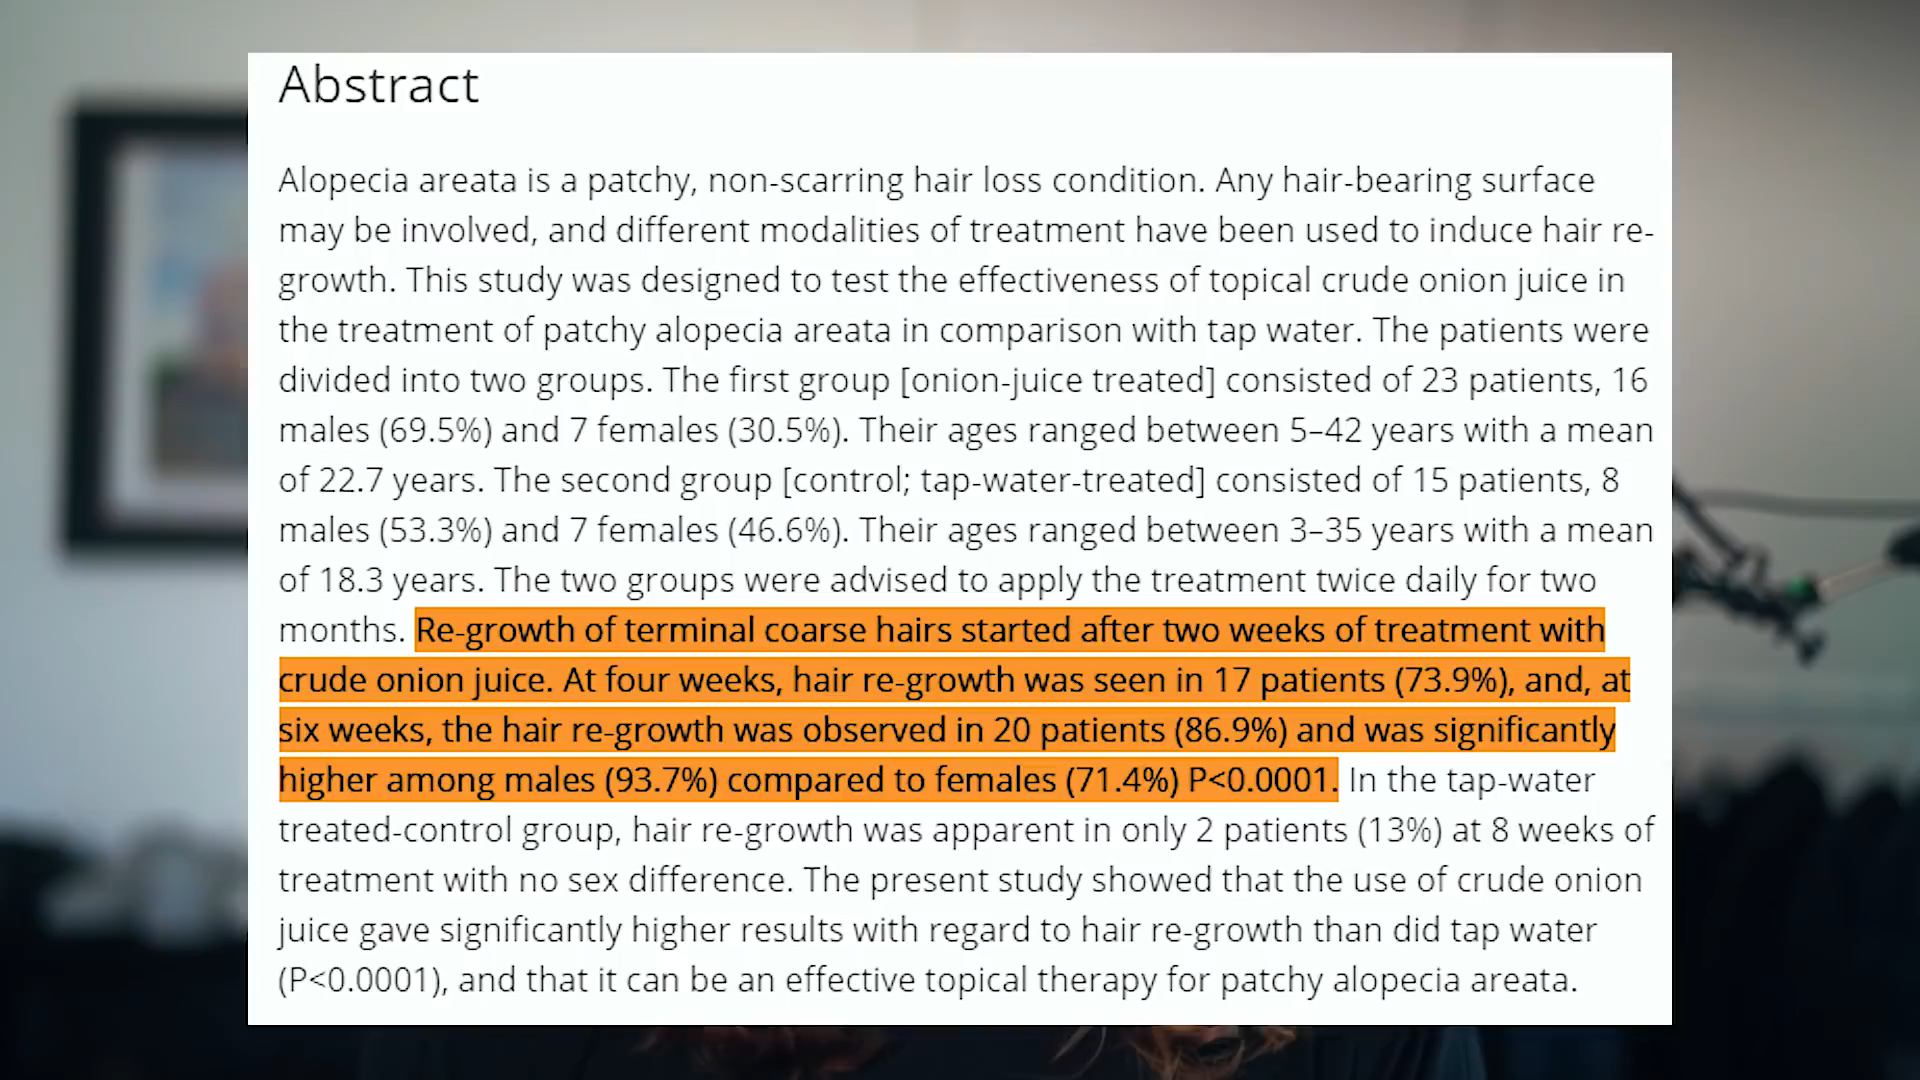 Abstract
Alopecia areata is a patchy, non-scarring hair loss condition. Any hair-bearing surface
may be involved, and different modalities of treatment have been used to induce hair re-
growth. This study was designed to test the effectiveness of topical crude onion juice in
the treatment of patchy alopecia areata in comparison with tap water. The patients were
divided into two groups. The first group [onion-juice treated] consisted of 23 patients, 16
males (69.5%) and 7 females (30.5%). Their ages ranged between 5–42 years with a mean
of 22.7 years. The second group [control; tap-water-treated] consisted of 15 patients, 8
males (53.3%) and 7 females (46.6%). Their ages ranged between 3–35 years with a mean
of 18.3 years. The two groups were advised to apply the treatment twice daily for two
months. Re-growth of terminal coarse hairs started after two weeks of treatment with
crude onion juice. At four weeks, hair re-growth was seen in 17 patients (73.9%), and, at
six weeks, the hair re-growth was observed in 20 patients (86.9%) and was significantly
higher among males (93.7%) compared to females (71.4%) P<0.0001. In the tap-water
treated-control group, hair re-growth was apparent in only 2 patients (13%) at 8 weeks of
treatment with no sex difference. The present study showed that the use of crude onion
juice gave significantly higher results with regard to hair re-growth than did tap water
(P<0.0001), and that it can be an effective topical therapy for patchy alopecia areata.